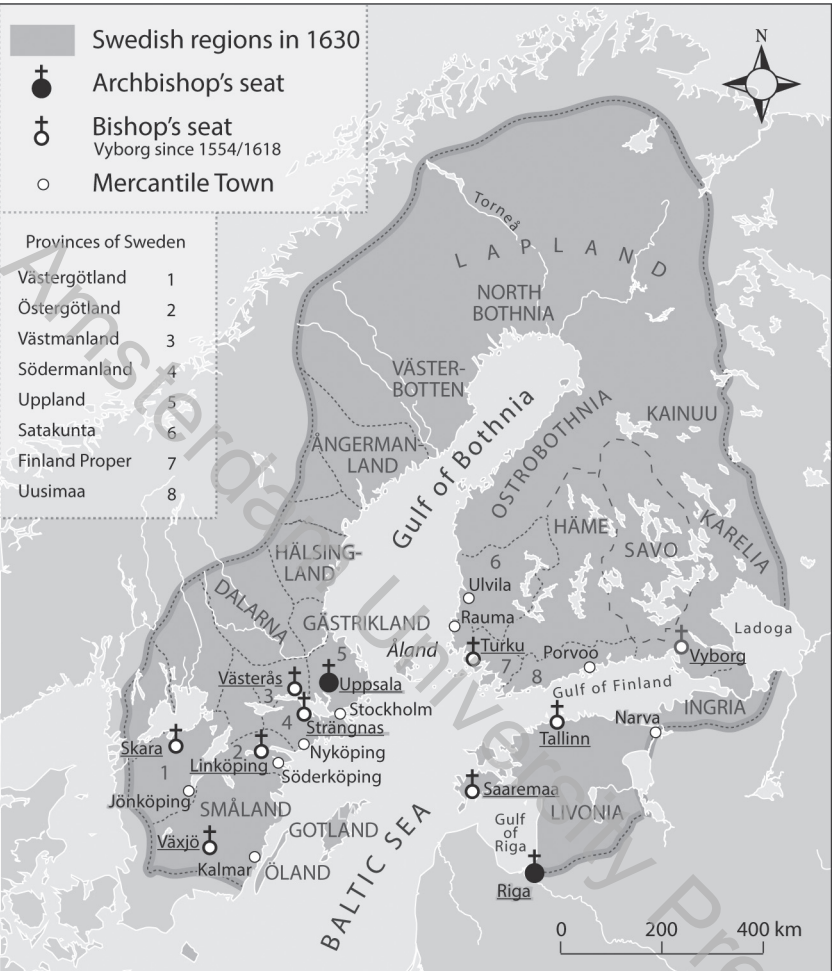 Swedish regions in 1630
Archbishop's seat
Bishop's seat
Vyborg since 1554/1618
Mercantile Town
N
Provinces of Sweden
Västergötland 1
Östergötland 2
Västmanland 3
Södermanland 4
Uppland 5
Satakunta 6
Finland Proper 7
Uusimaa 8
Torneå
LAPLAND
NORTH
BOTHNIA
VÄSTER-
BOTTEN
Gulf of Bothnia
OSTROBOTHNIA
KAINUU
ÅNGERMAN-
LAND
HÄME
SAVO
KARELIA
HÄLSING-
LAND
6
Ulvila
DALARNA
GÄSTRIKLAND
Rauma
Ladoga
Åland
Turku
Porvoo
Vyborg
5
7
8
Västerås
Uppsala
Gulf of Finland
3
Stockholm
INGRIA
4
Strängnas
Narva
Tallinn
Skara
2
Linköping
Nyköping
Söderköping
1
Saaremaa
Jönköping
SMÅLAND
LIVONIA
GOTLAND
Gulf
of
Riga
Växjö
Kalmar
ÖLAND
BALTIC SEA
Riga
0 200 400 km
Amsterdam University Pre